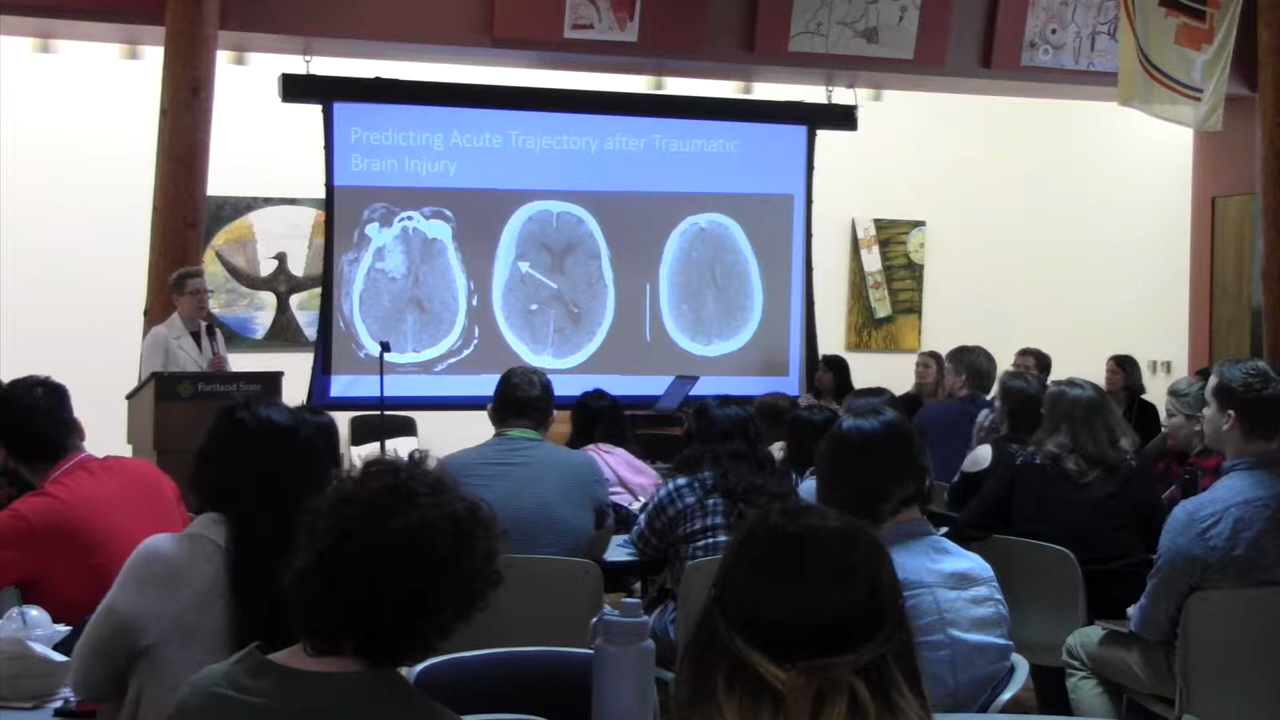 Predicting Acute Trajectory after Traumatic
Brain Injury
Portland State